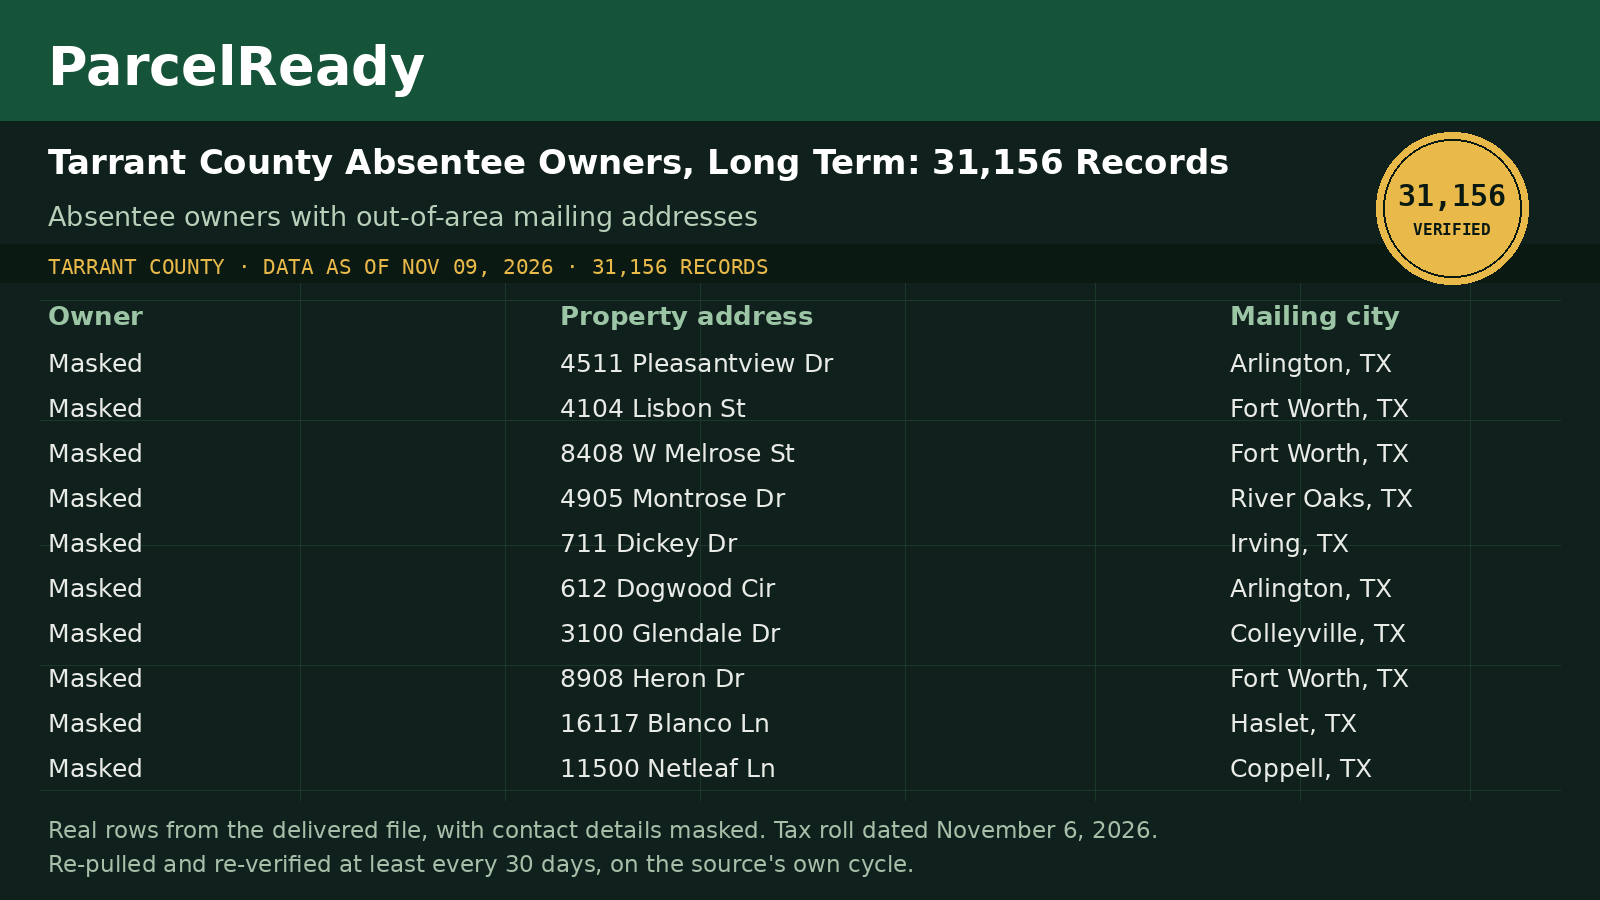 ParcelReady
Tarrant County Absentee Owners, Long Term: 31,156 Records
31,156
VERIFIED
Absentee owners with out-of-area mailing addresses
TARRANT COUNTY · DATA AS OF NOV 09, 2026 · 31,156 RECORDS
Owner Property address Mailing city
Masked 4511 Pleasantview Dr Arlington, TX
Masked 4104 Lisbon St Fort Worth, TX
Masked 8408 W Melrose St Fort Worth, TX
Masked 4905 Montrose Dr River Oaks, TX
Masked 711 Dickey Dr Irving, TX
Masked 612 Dogwood Cir Arlington, TX
Masked 3100 Glendale Dr Colleyville, TX
Masked 8908 Heron Dr Fort Worth, TX
Masked 16117 Blanco Ln Haslet, TX
Masked 11500 Netleaf Ln Coppell, TX
Real rows from the delivered file, with contact details masked. Tax roll dated November 6, 2026.
Re-pulled and re-verified at least every 30 days, on the source's own cycle.